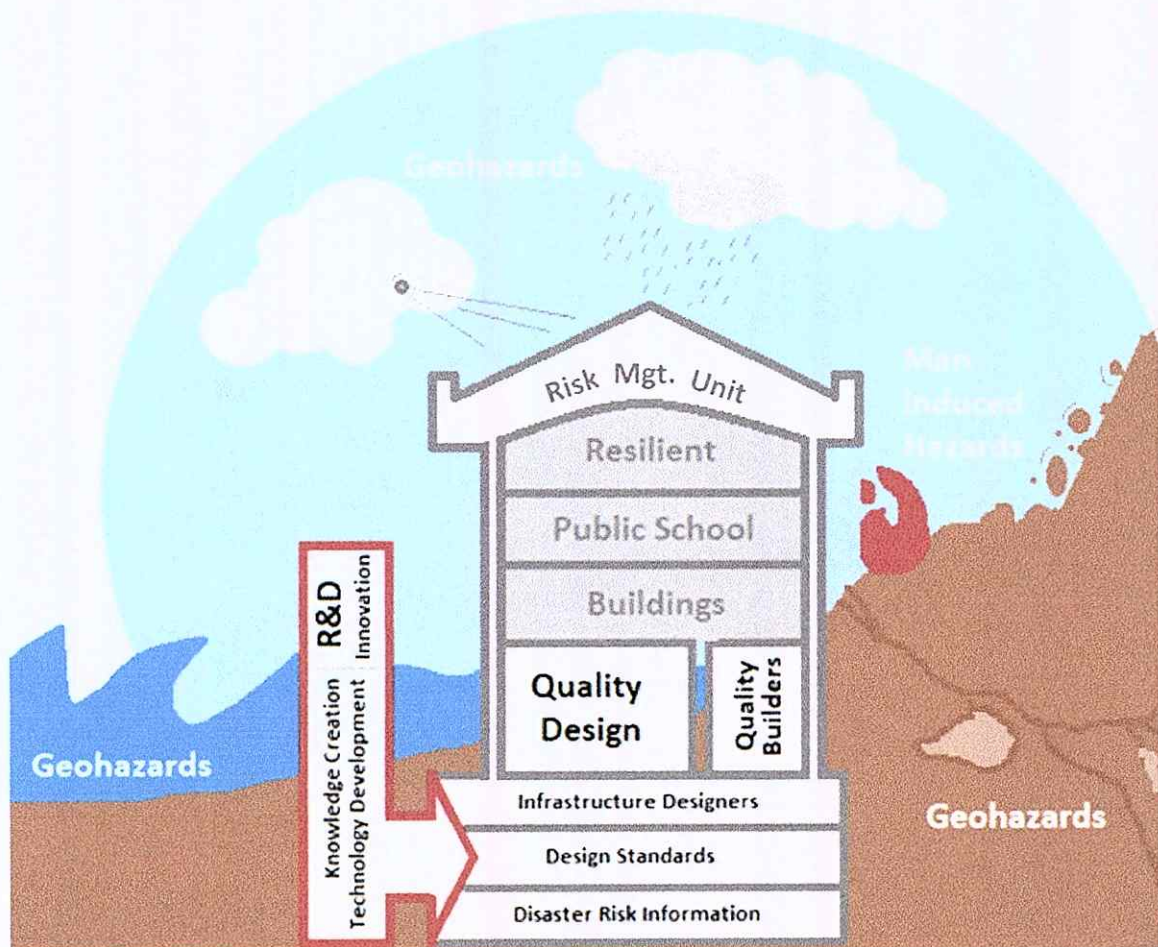 Geohazards
Risk Mgt. Unit
Man
Induced
Hazards
Resilient
Public School
Buildings
R&D
Innovation
Knowledge Creation
Technology Development
Quality
Design
Quality
Builders
Geohazards
Infrastructure Designers
Design Standards
Disaster Risk Information
Geohazards